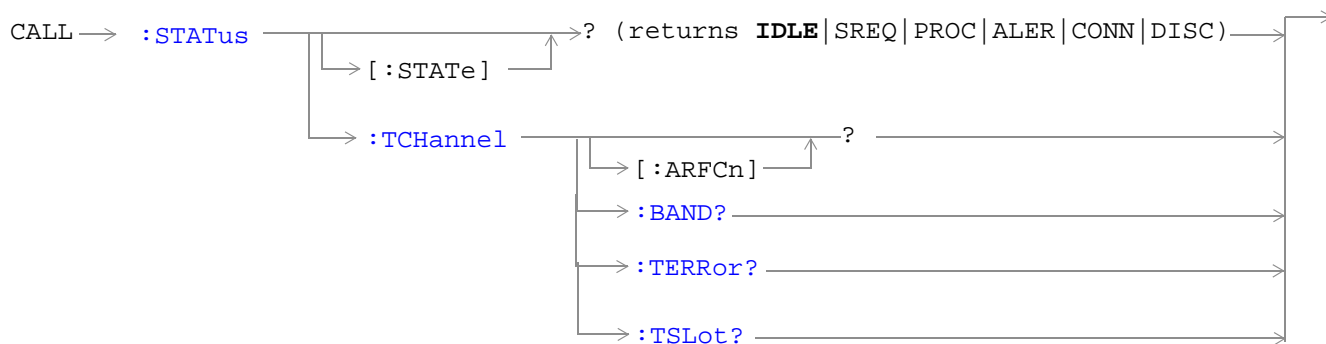 CALL :STATus ? (returns IDLE|SREQ|PROC|ALER|CONN|DISC)
[:STATe]
:TCHannel ?
[:ARFCn]
:BAND?
:TERRor?
:TSLot?